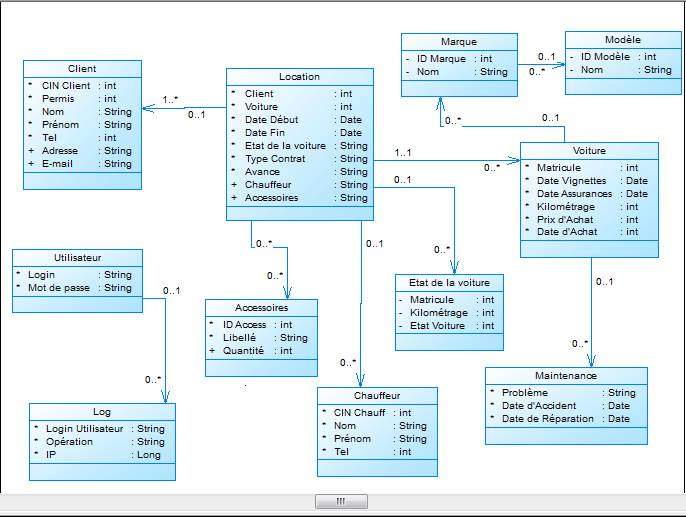 Client
* CIN Client : int
* Permis : int
* Nom : String
* Prénom : String
* Tel : int
+ Adresse : String
+ E-mail : String
1..*
0..1
Location
* Client : int
* Voiture : int
* Date Début : Date
* Date Fin : Date
* Etat de la voiture : String
* Type Contrat : String
* Avance : String
+ Chauffeur : String
+ Accessoires : String
Marque
- ID Marque : int
- Nom : String
0..1
0..*
Modèle
- ID Modèle : int
- Nom : String
0..*
0..1
Voiture
* Matricule : int
* Date Vignettes : Date
* Date Assurances : Date
* Kilométrage : int
* Prix d'Achat : int
* Date d'Achat : int
1..1
0..*
0..1
0..*
Utilisateur
* Login : String
* Mot de passe : String
0..1
0..*
0..*
0..*
0..1
0..*
Etat de la voiture
- Matricule : int
- Kilométrage : int
- Etat Voiture : int
0..1
0..*
Accessoires
* ID Access : int
* Libellé : String
+ Quantité : int
Maintenance
* Problème : String
* Date d'Accident : Date
* Date de Réparation : Date
Log
* Login Utilisateur : String
* Opération : String
* IP : Long
Chauffeur
* CIN Chauff : int
* Nom : String
* Prénom : String
* Tel : int